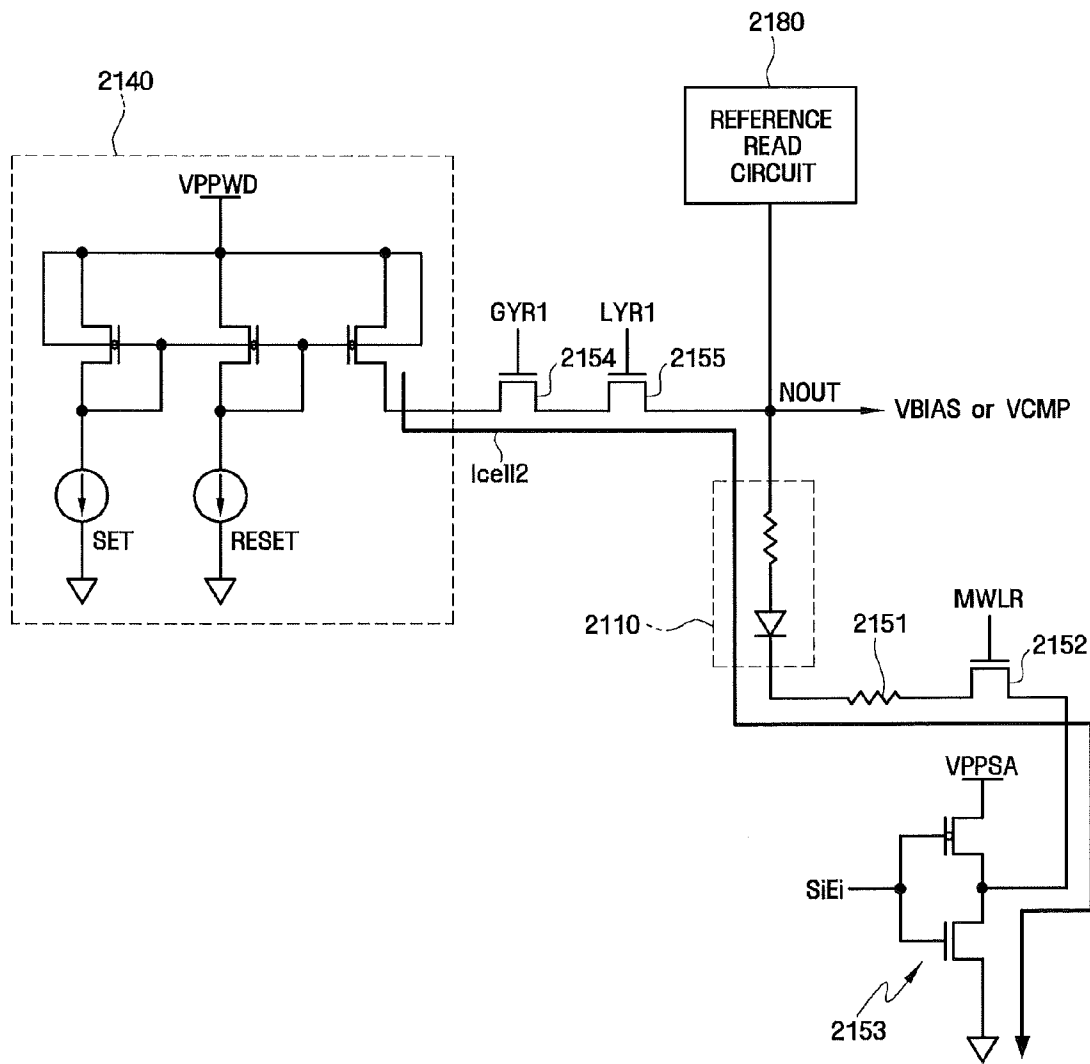 2180
2140
REFERENCE
READ
CIRCUIT
VPPWD
GYR1
LYR1
2154
2155
NOUT
VBIAS or VCMP
Icell2
SET
RESET
MWLR
2110
2151
2152
VPPSA
SiEi
2153